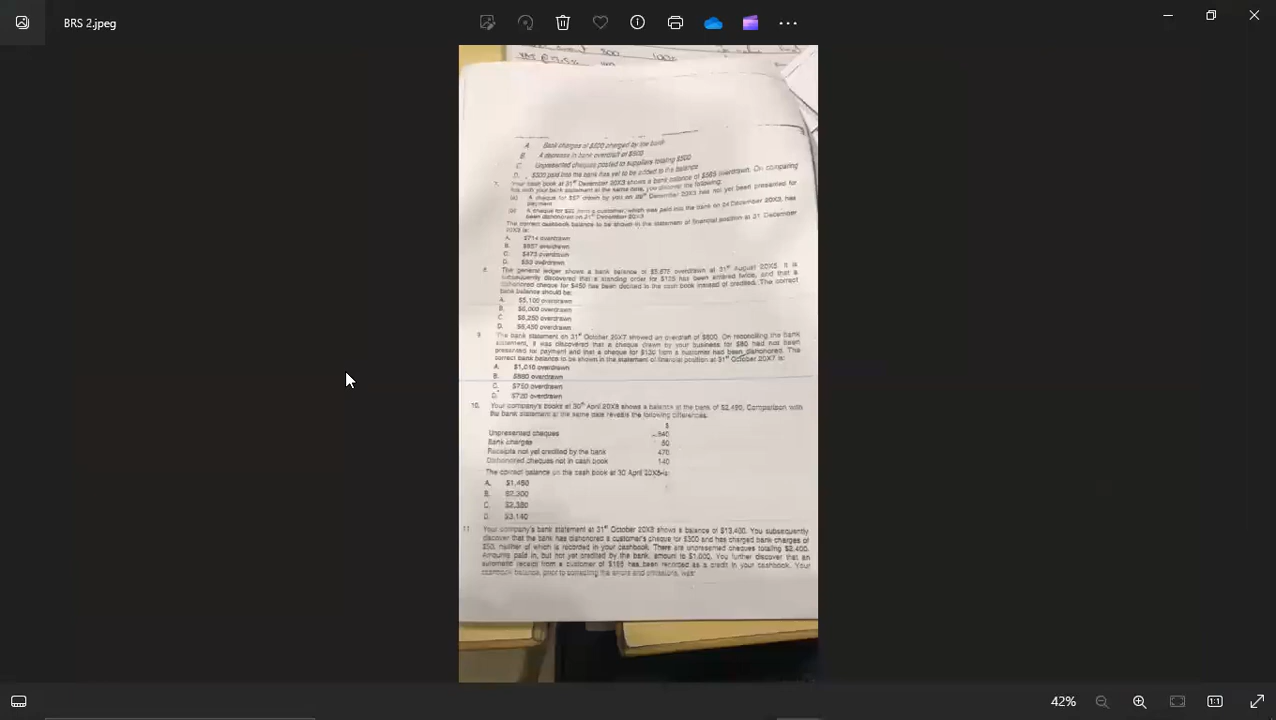 BRS 2.jpeg
A. Bank charges of $500 charged by the bank
B. A decrease in bank overdraft of $500
C. Unpresented cheques posted to suppliers totaling $500
D. $500 paid into the bank has yet to be added to the balance
7. Your cash book at 31st December 20X3 shows a bank balance of $565 overdrawn. On comparing
this with your bank statement at the same date, you discover the following:
(a) A cheque for $57 drawn by you on 29th December 20X3 has not yet been presented for
payment
(b) A cheque for $92 from a customer, which was paid into the bank on 24 December 20X3, has
been dishonored on 31st December 20X3
The correct cashbook balance to be shown in the statement of financial position at 31 December
20X3 is:
A. $714 overdrawn
B. $657 overdrawn
C. $473 overdrawn
D. $53 overdrawn
8. The general ledger shows a bank balance of $5,675 overdrawn at 31st August 20X5. It is
subsequently discovered that a standing order for $125 has been entered twice, and that a
dishonored cheque for $450 has been debited in the cash book instead of credited. The correct
bank balance should be:
A. $5,100 overdrawn
B. $6,000 overdrawn
C. $6,250 overdrawn
D. $6,450 overdrawn
9. The bank statement on 31st October 20X7 showed an overdraft of $800. On reconciling the bank
statement, it was discovered that a cheque drawn by your business for $80 had not been
presented for payment and that a cheque for $130 from a customer had been dishonored. The
correct bank balance to be shown in the statement of financial position at 31st October 20X7 is:
A. $1,010 overdrawn
B. $880 overdrawn
C. $750 overdrawn
D. $720 overdrawn
10. Your company's books at 30th April 20X8 shows a balance at the bank of $2,490. Comparison with
the bank statement at the same date reveals the following differences.
$
Unpresented cheques 840
Bank charges 50
Receipts not yet credited by the bank 470
Dishonored cheques not in cash book 140
The correct balance on the cash book at 30 April 20X8 is:
A. $1,460
B. $2,300
C. $2,380
D. $3,140
11. Your company's bank statement at 31st October 20X8 shows a balance of $13,400. You subsequently
discover that the bank has dishonored a customer's cheque for $300 and has charged bank charges of
$50, neither of which is recorded in your cashbook. There are unpresented cheques totaling $2,400.
Amounts paid in, but not yet credited by the bank, amount to $1,000. You further discover that an
automatic receipt from a customer of $195 has been recorded as a credit in your cashbook. Your
cashbook balance, prior to correcting the errors and omissions, was:
42%